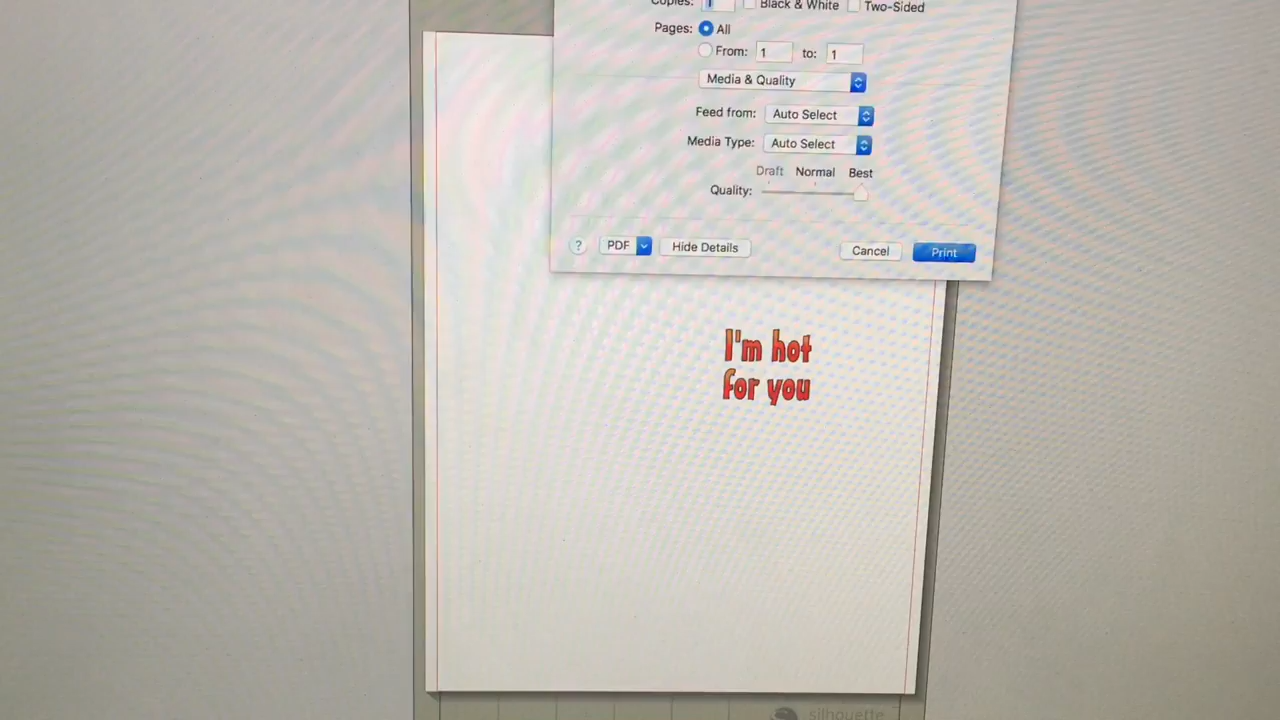 Copies: 1 Black & White Two-Sided
Pages: All
From: 1 to: 1
Media & Quality
Feed from: Auto Select
Media Type: Auto Select
Draft Normal Best
Quality:
? PDF Hide Details Cancel Print
I'm hot
for you
silhouette